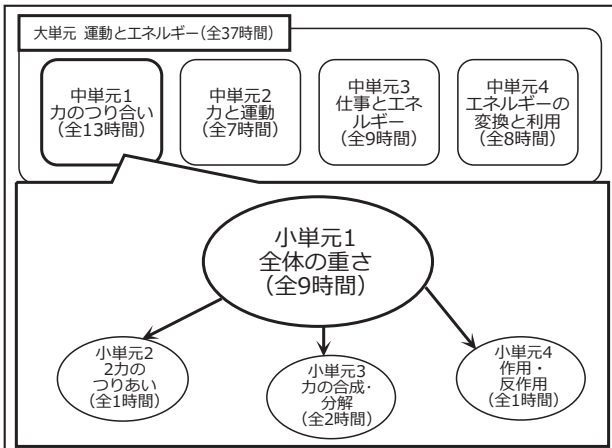 大単元 運動とエネルギー(全37時間)
中単元1
力のつり合い
(全13時間)
中単元2
力と運動
(全7時間)
中単元3
仕事とエネ
ルギー
(全9時間)
中単元4
エネルギーの
変換と利用
(全8時間)
小単元1
全体の重さ
(全9時間)
小単元2
2力の
つりあい
(全1時間)
小単元3
力の合成・
分解
(全2時間)
小単元4
作用・
反作用
(全1時間)